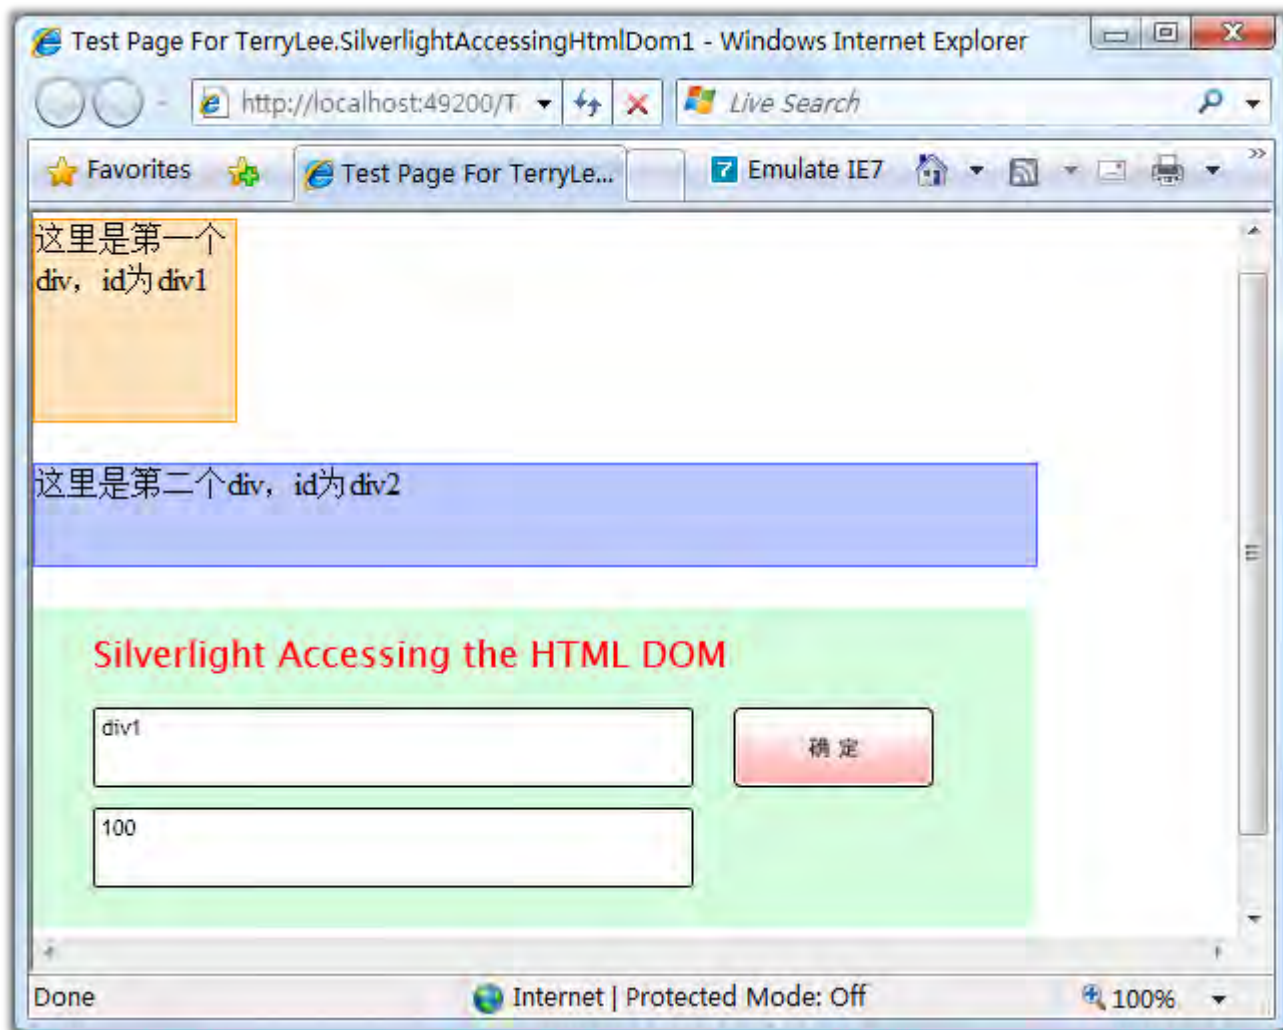 Test Page For TerryLee.SilverlightAccessingHtmlDom1 - Windows Internet Explorer
http://localhost:49200/T
Live Search
Favorites
Test Page For TerryLe...
Emulate IE7
这里是第一个
div，id为div1
这里是第二个div，id为div2
Silverlight Accessing the HTML DOM
div1
确 定
100
Done
Internet | Protected Mode: Off
100%